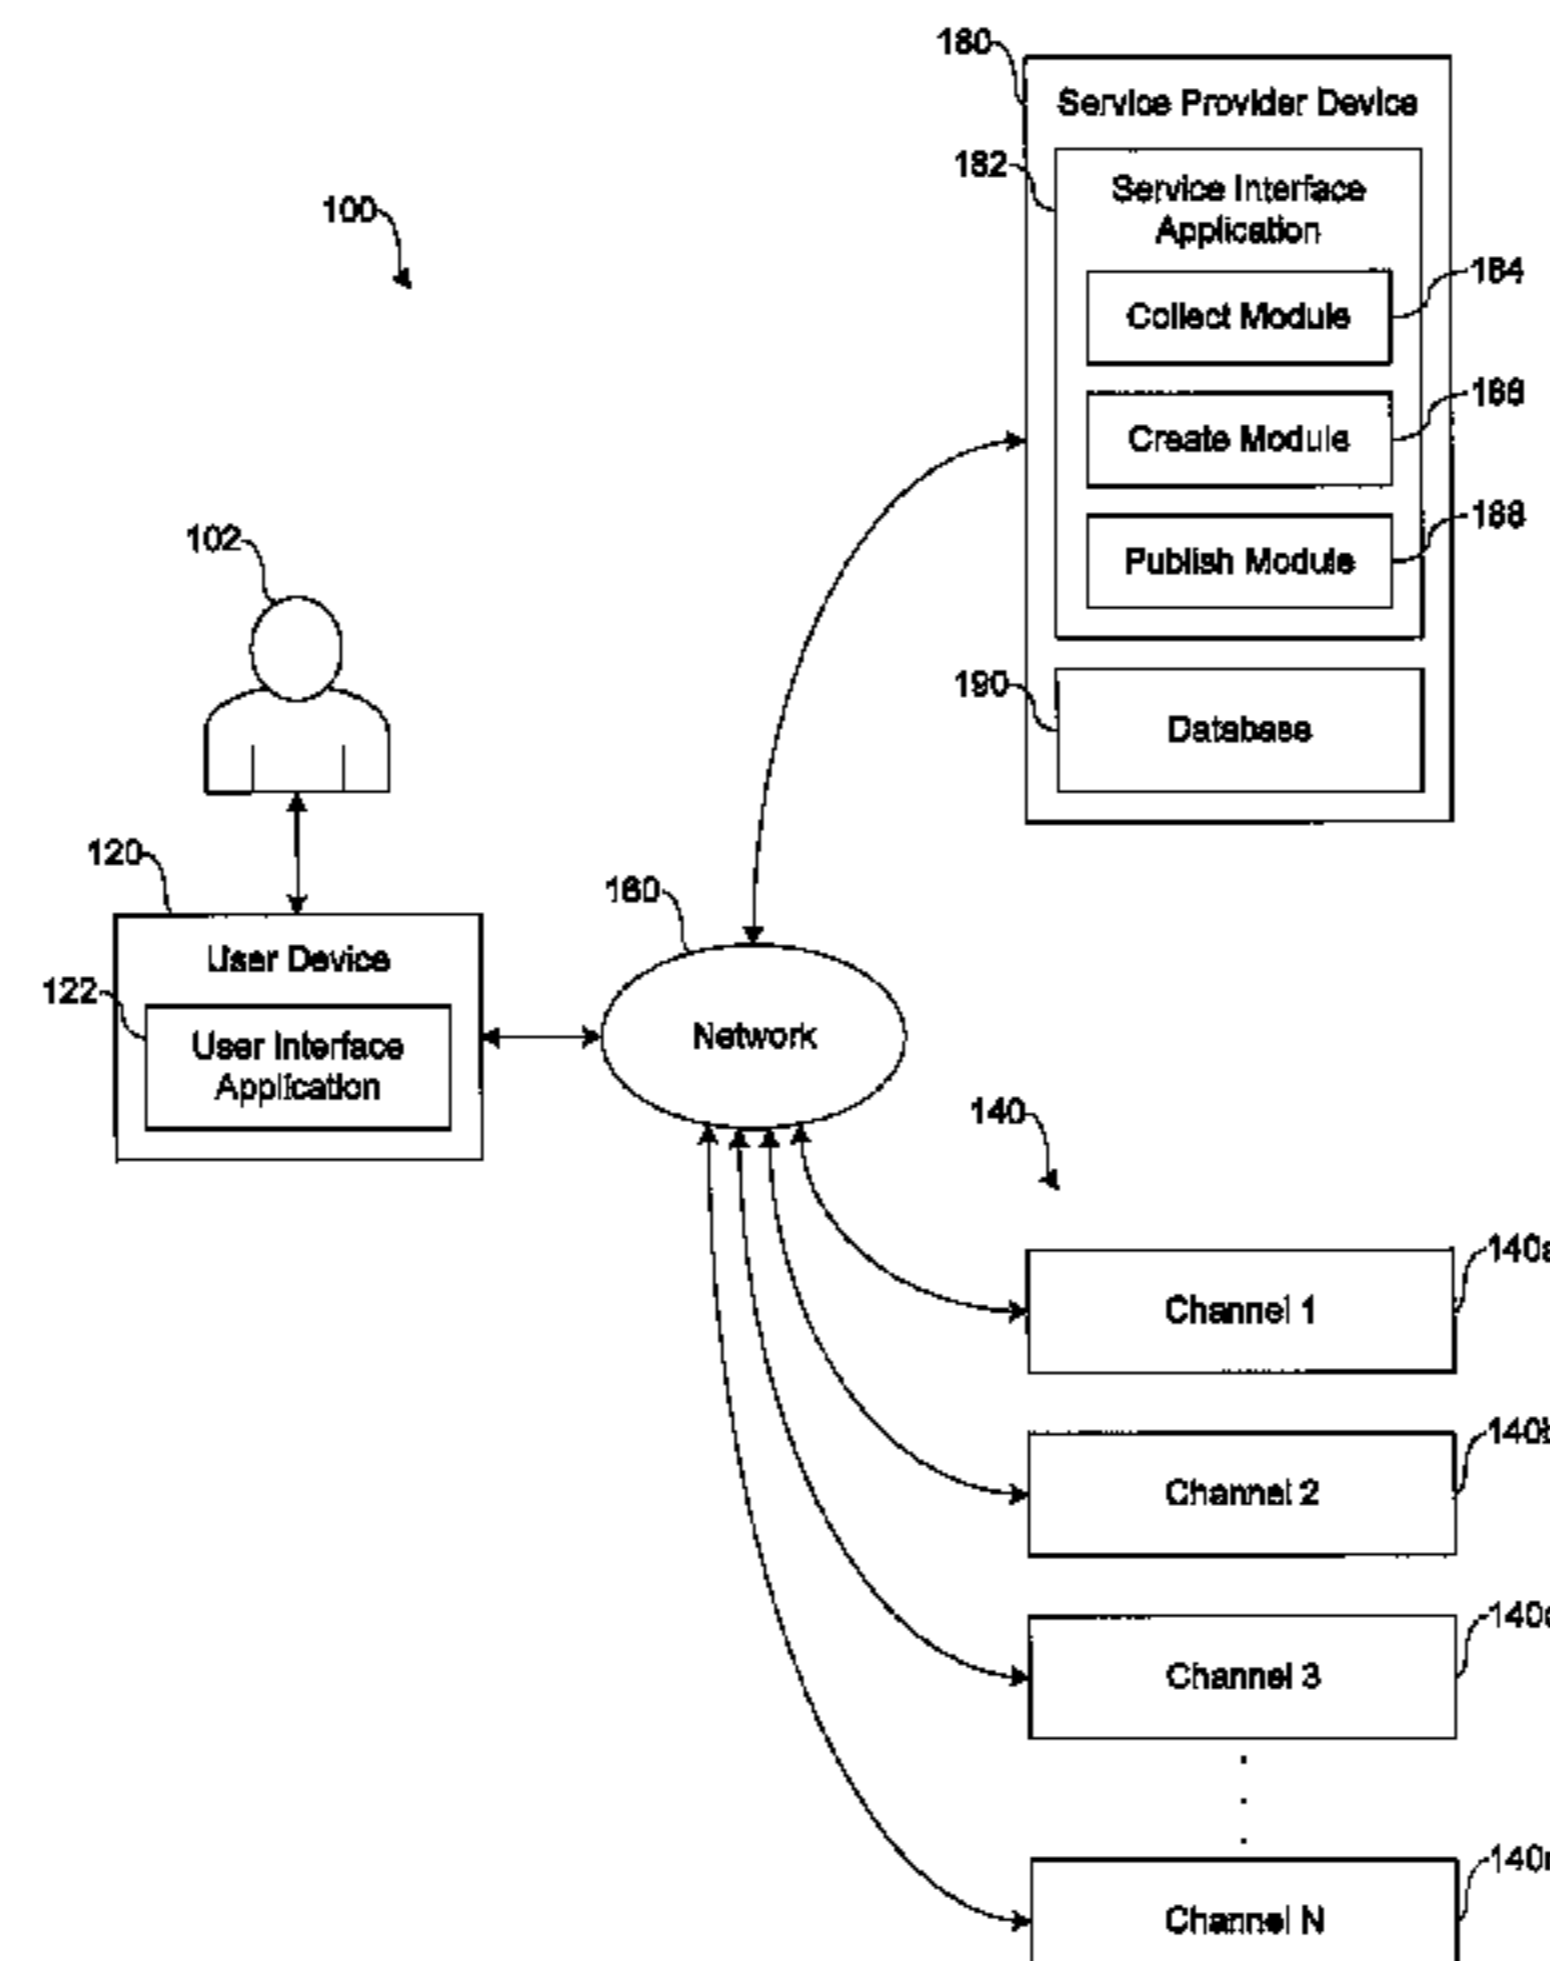 180
Service Provider Device
182
Service Interface
Application
100
184
Collect Module
186
Create Module
188
Publish Module
102
190
Database
120
160
User Device
122
User Interface
Application
Network
140
140a
Channel 1
140b
Channel 2
Channel 3
Channel N